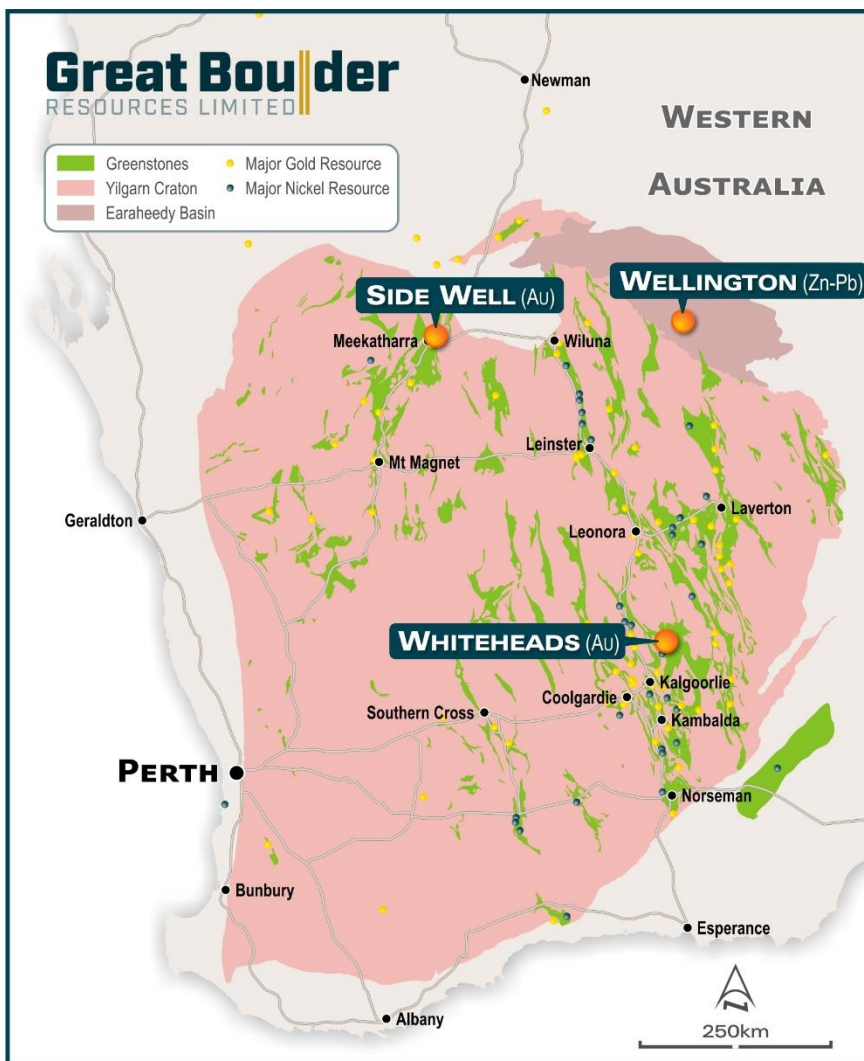 Great Boulder
RESOURCES LIMITED
Newman
WESTERN
AUSTRALIA
Greenstones
Major Gold Resource
Yilgarn Craton
Major Nickel Resource
Earaheedy Basin
SIDE WELL (Au)
WELLINGTON (Zn-Pb)
Meekatharra
Wiluna
Leinster
Mt Magnet
Laverton
Geraldton
Leonora
WHITEHEADS (Au)
Kalgoorlie
Coolgardie
Southern Cross
Kambalda
PERTH
Norseman
Bunbury
Esperance
Albany
N
250km